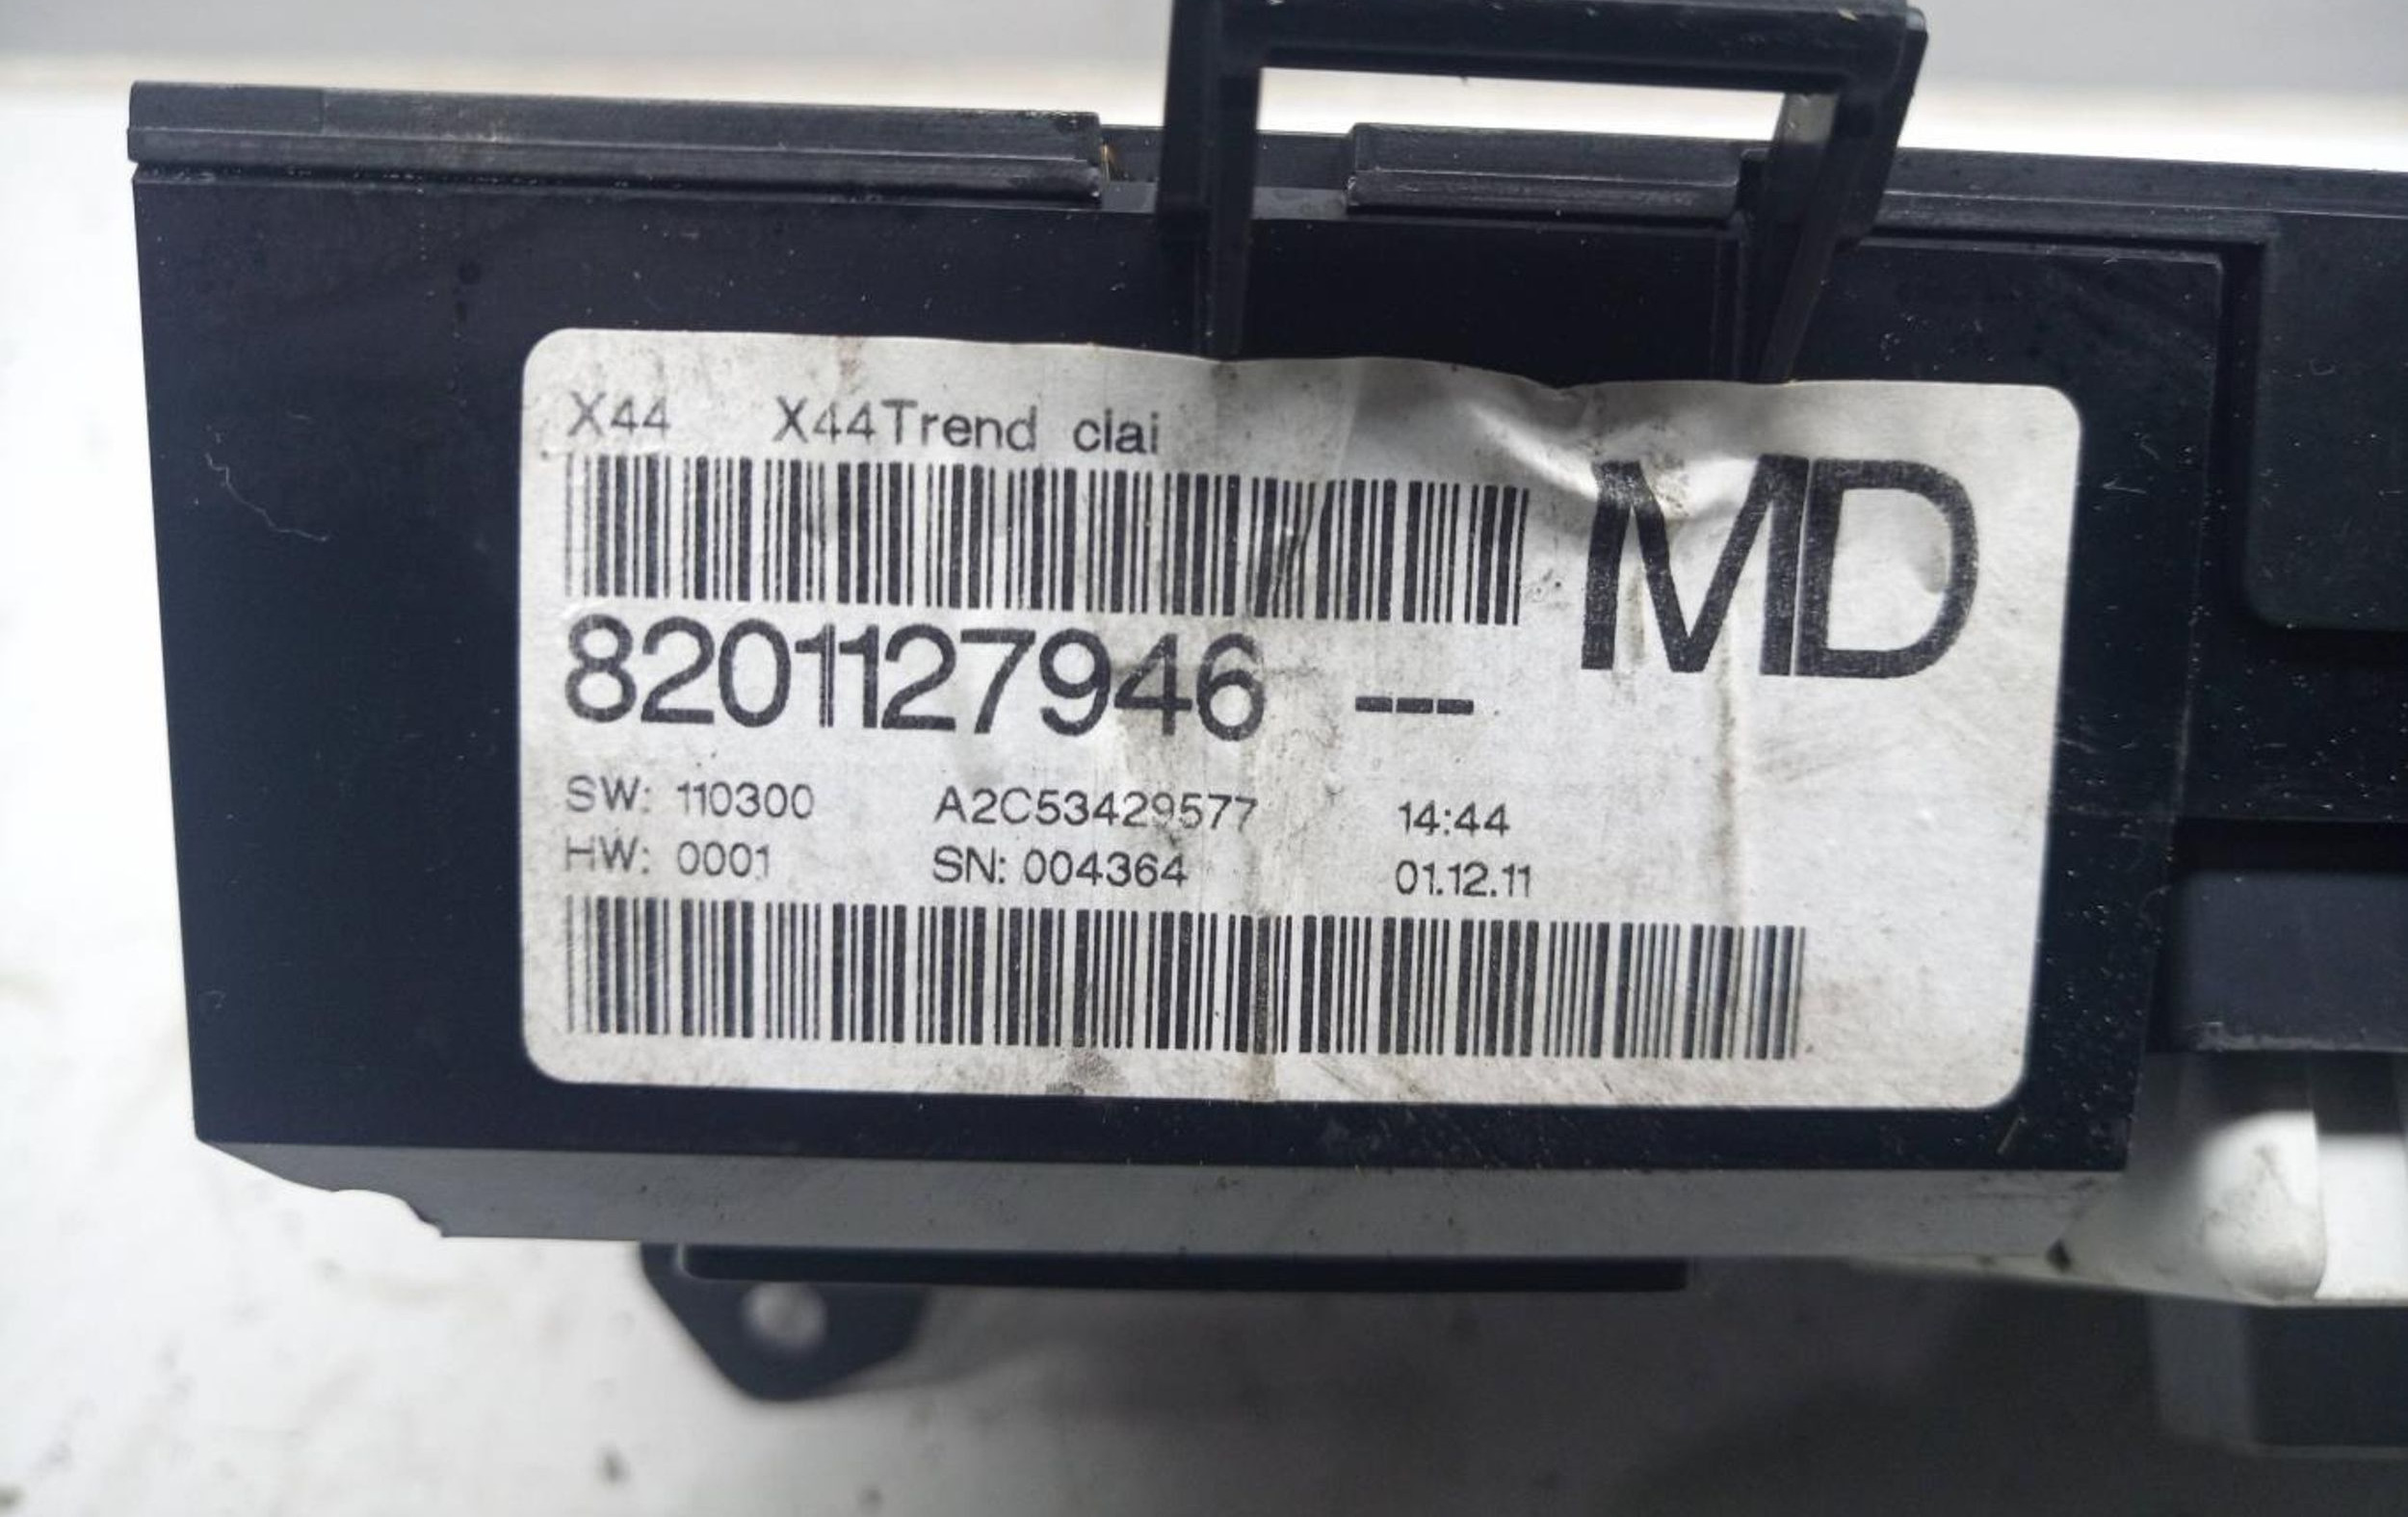 X44 X44Trend clai
MD
8201127946 ---
SW: 110300 A2C53429577 14:44
HW: 0001 SN: 004364 01.12.11